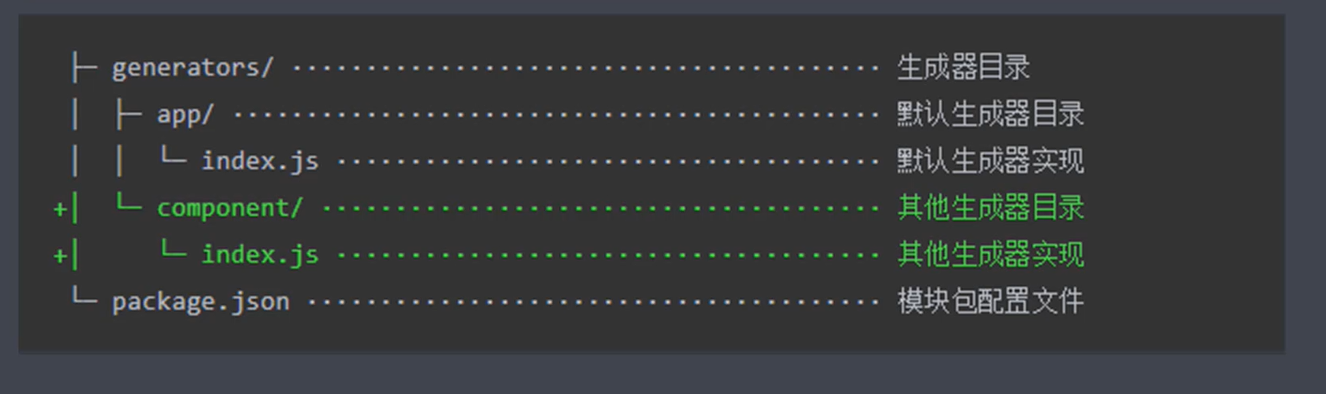 ├─ generators/ ········································ 生成器目录
│ ├─ app/ ············································ 默认生成器目录
│ │ └─ index.js ····································· 默认生成器实现
+│ └─ component/ ······································ 其他生成器目录
+│ └─ index.js ····································· 其他生成器实现
└─ package.json ······································· 模块包配置文件